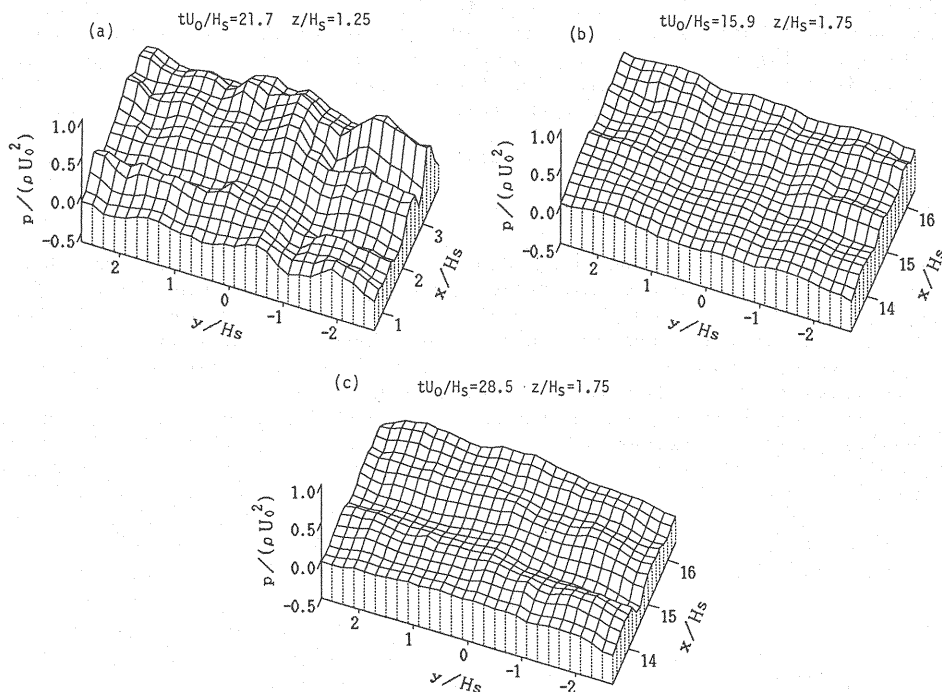 (a)
tU₀/Hs=21.7 z/Hs=1.25
1.0
0.5
0.0
-0.5
p/(ρU₀²)
2
1
0
-1
-2
y/Hs
1
2
3
x/Hs
(b)
tU₀/Hs=15.9 z/Hs=1.75
1.0
0.5
0.0
-0.5
p/(ρU₀²)
2
1
0
-1
-2
y/Hs
14
15
16
x/Hs
(c)
tU₀/Hs=28.5 z/Hs=1.75
1.0
0.5
0.0
-0.5
p/(ρU₀²)
2
1
0
-1
-2
y/Hs
14
15
16
x/Hs